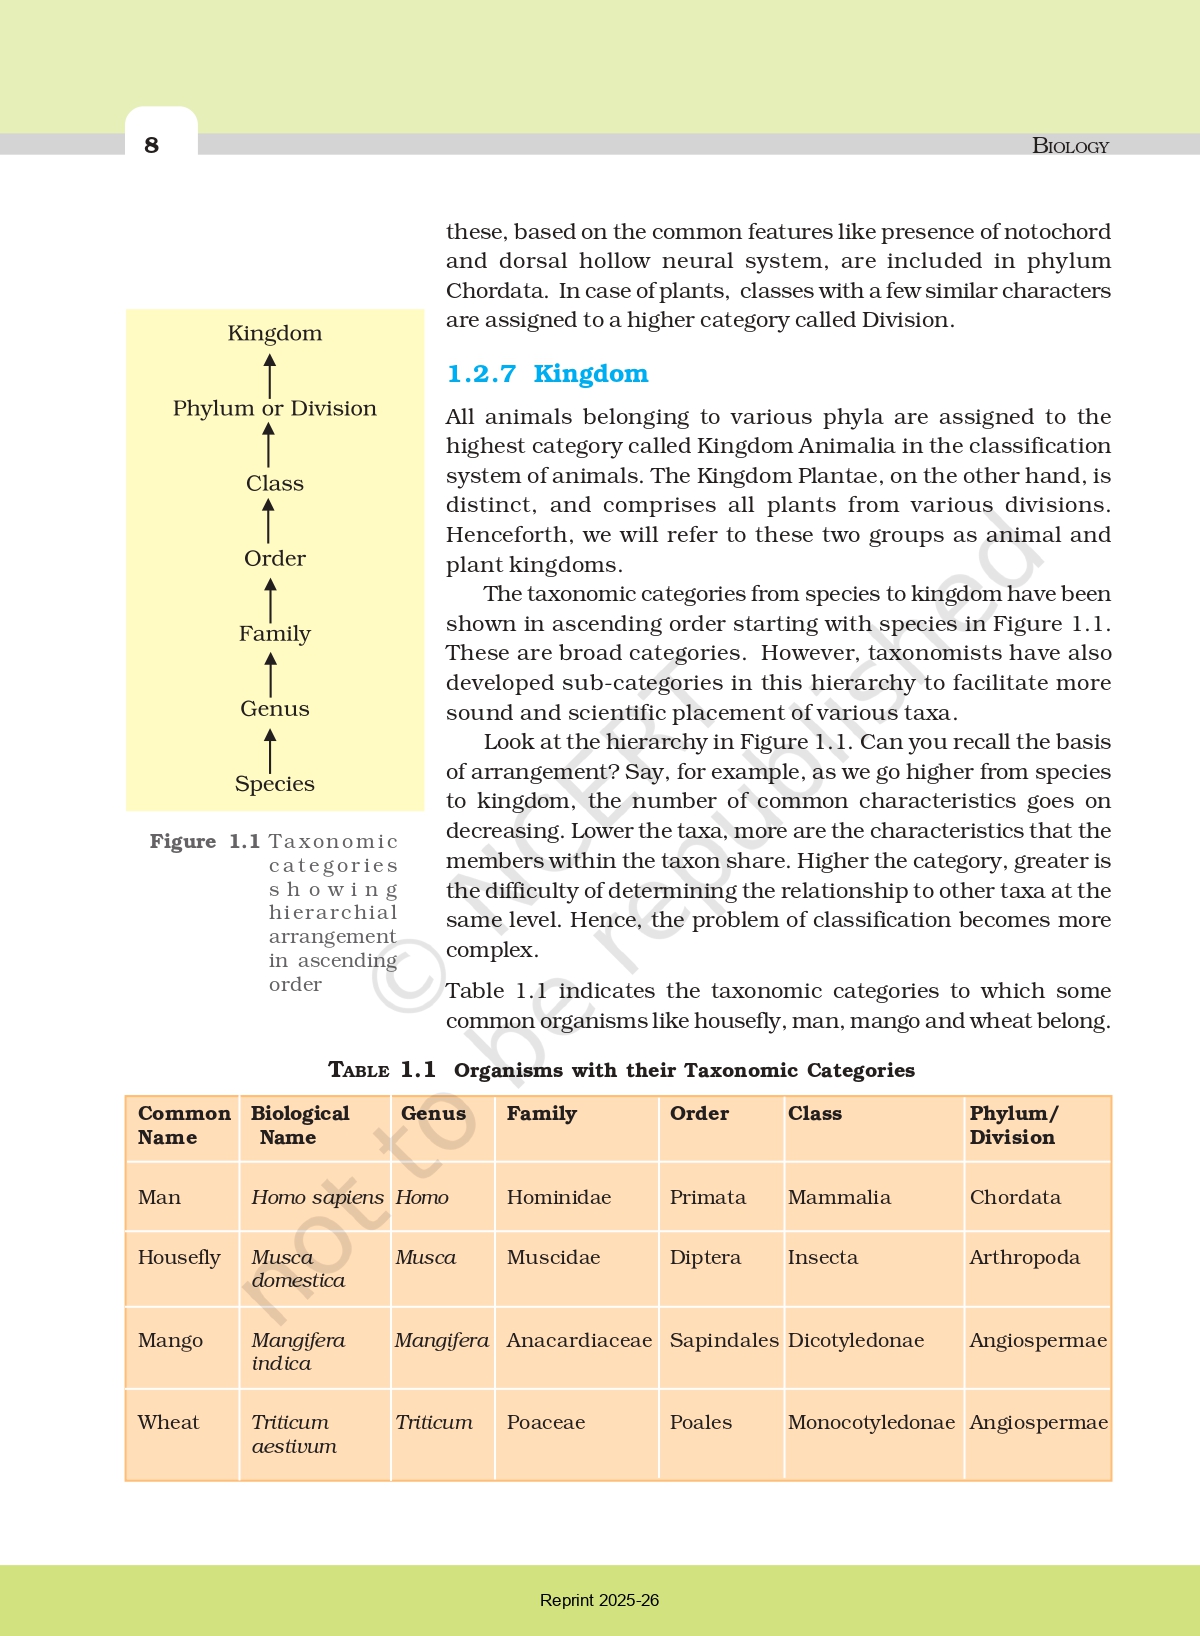 8
BIOLOGY
these, based on the common features like presence of notochord
and dorsal hollow neural system, are included in phylum
Chordata. In case of plants, classes with a few similar characters
are assigned to a higher category called Division.
Kingdom
Phylum or Division
Class
Order
Family
Genus
Species
Figure 1.1 Taxonomic
categories
showing
hierarchial
arrangement
in ascending
order
1.2.7 Kingdom
All animals belonging to various phyla are assigned to the
highest category called Kingdom Animalia in the classification
system of animals. The Kingdom Plantae, on the other hand, is
distinct, and comprises all plants from various divisions.
Henceforth, we will refer to these two groups as animal and
plant kingdoms.
The taxonomic categories from species to kingdom have been
shown in ascending order starting with species in Figure 1.1.
These are broad categories. However, taxonomists have also
developed sub-categories in this hierarchy to facilitate more
sound and scientific placement of various taxa.
Look at the hierarchy in Figure 1.1. Can you recall the basis
of arrangement? Say, for example, as we go higher from species
to kingdom, the number of common characteristics goes on
decreasing. Lower the taxa, more are the characteristics that the
members within the taxon share. Higher the category, greater is
the difficulty of determining the relationship to other taxa at the
same level. Hence, the problem of classification becomes more
complex.
Table 1.1 indicates the taxonomic categories to which some
common organisms like housefly, man, mango and wheat belong.
TABLE 1.1 Organisms with their Taxonomic Categories
Common Name Biological Name Genus Family Order Class Phylum/ Division
Man Homo sapiens Homo Hominidae Primata Mammalia Chordata
Housefly Musca domestica Musca Muscidae Diptera Insecta Arthropoda
Mango Mangifera indica Mangifera Anacardiaceae Sapindales Dicotyledonae Angiospermae
Wheat Triticum aestivum Triticum Poaceae Poales Monocotyledonae Angiospermae
© NCERT
not to be republished
Reprint 2025-26